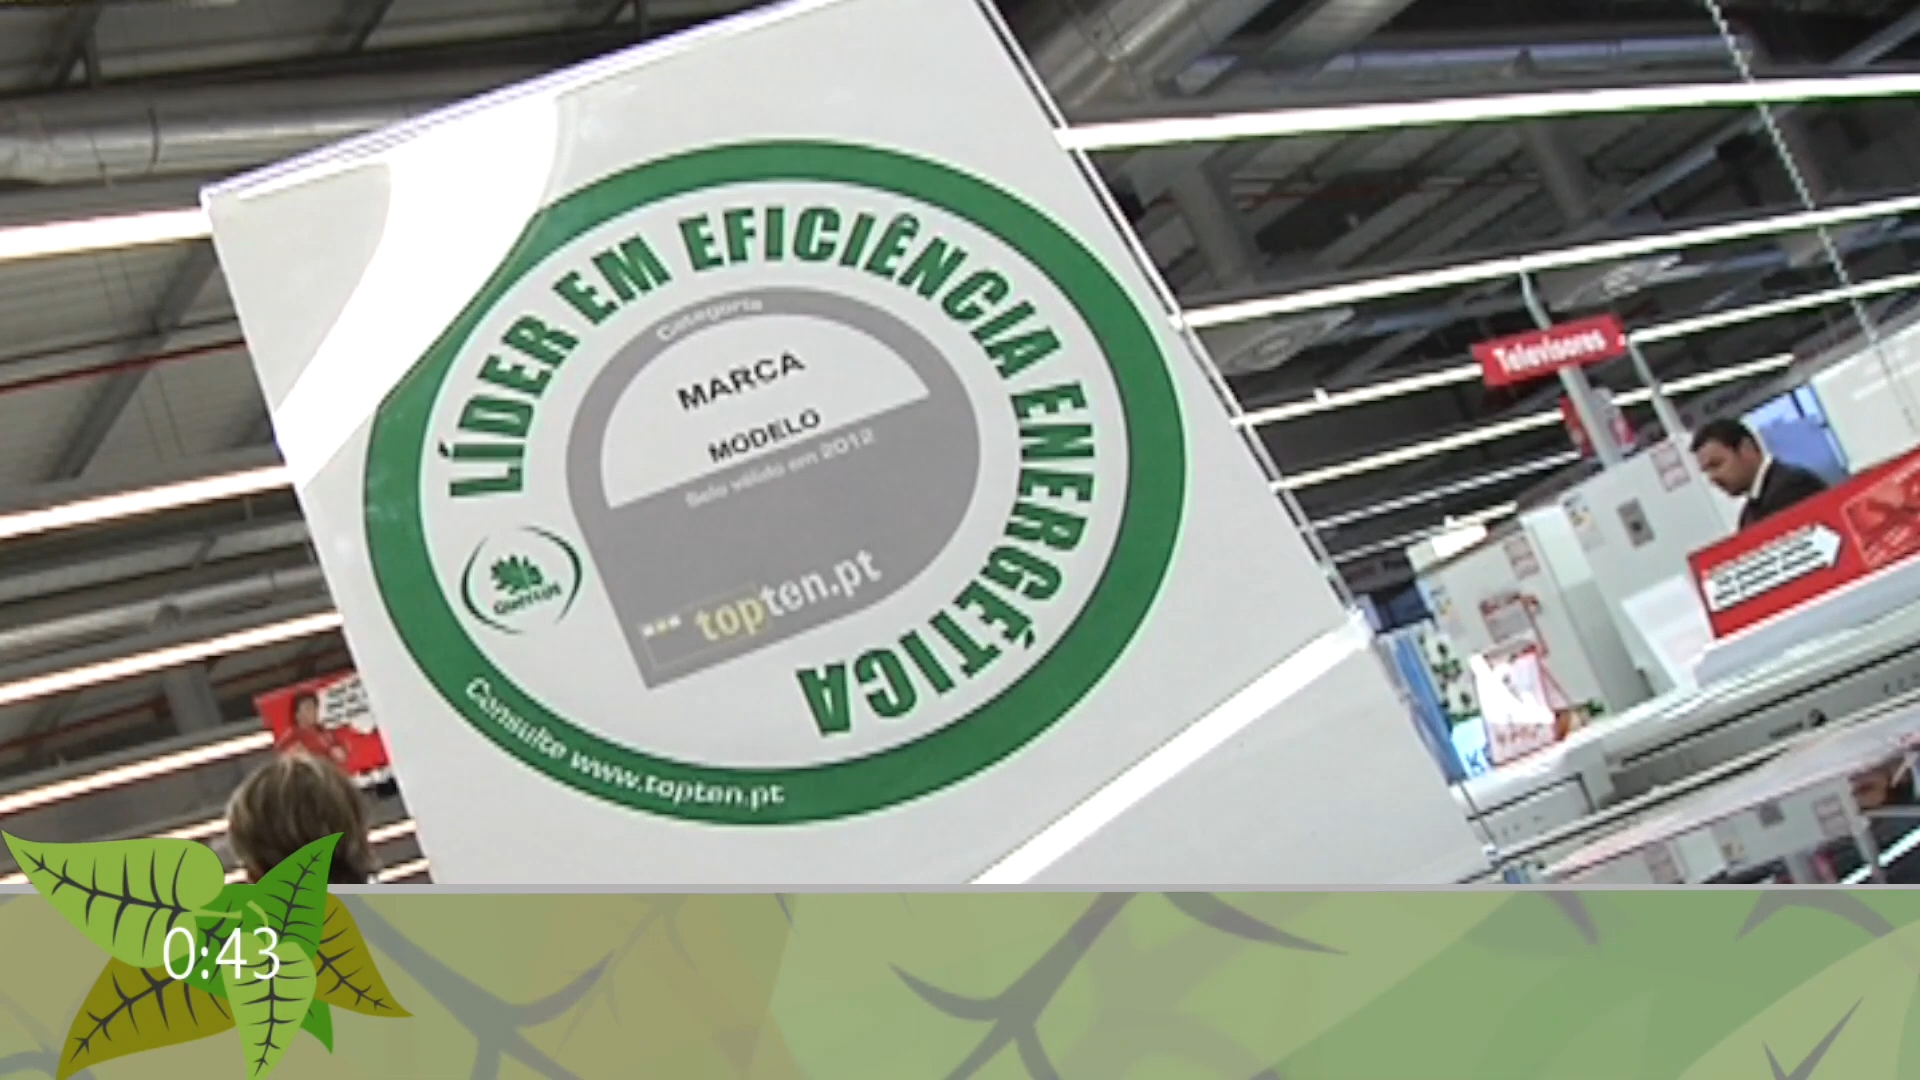 LÍDER EM EFICIÊNCIA ENERGÉTICA
Categoria
MARCA
MODELO
Selo válido em 2012
topten.pt
Quercus
Consulte www.topten.pt
Televisores
0:43